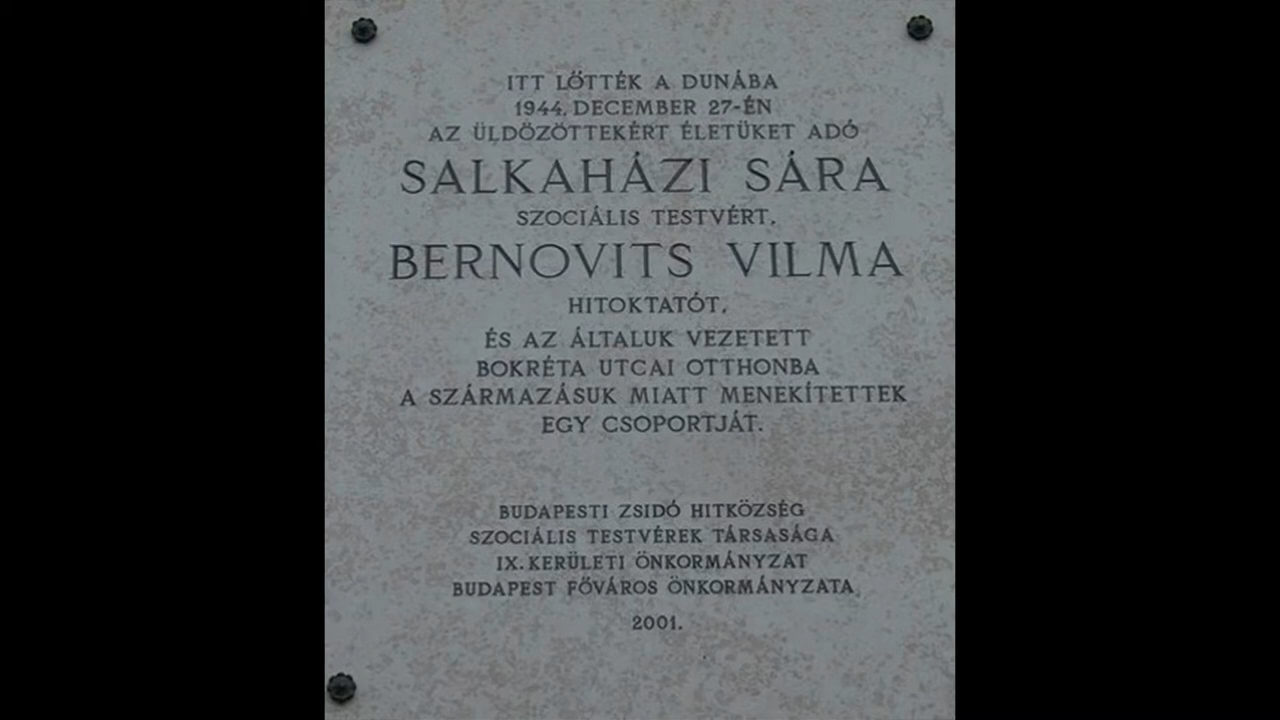 ITT LŐTTÉK A DUNÁBA
1944. DECEMBER 27-ÉN
AZ ÜLDÖZÖTTEKÉRT ÉLETÜKET ADÓ
SALKAHÁZI SÁRA
SZOCIÁLIS TESTVÉRT,
BERNOVITS VILMA
HITOKTATÓT,
ÉS AZ ÁLTALUK VEZETETT
BOKRÉTA UTCAI OTTHONBA
A SZÁRMAZÁSUK MIATT MENEKÍTETTEK
EGY CSOPORTJÁT.
BUDAPESTI ZSIDÓ HITKÖZSÉG
SZOCIÁLIS TESTVÉREK TÁRSASÁGA
IX. KERÜLETI ÖNKORMÁNYZAT
BUDAPEST FŐVÁROS ÖNKORMÁNYZATA
2001.